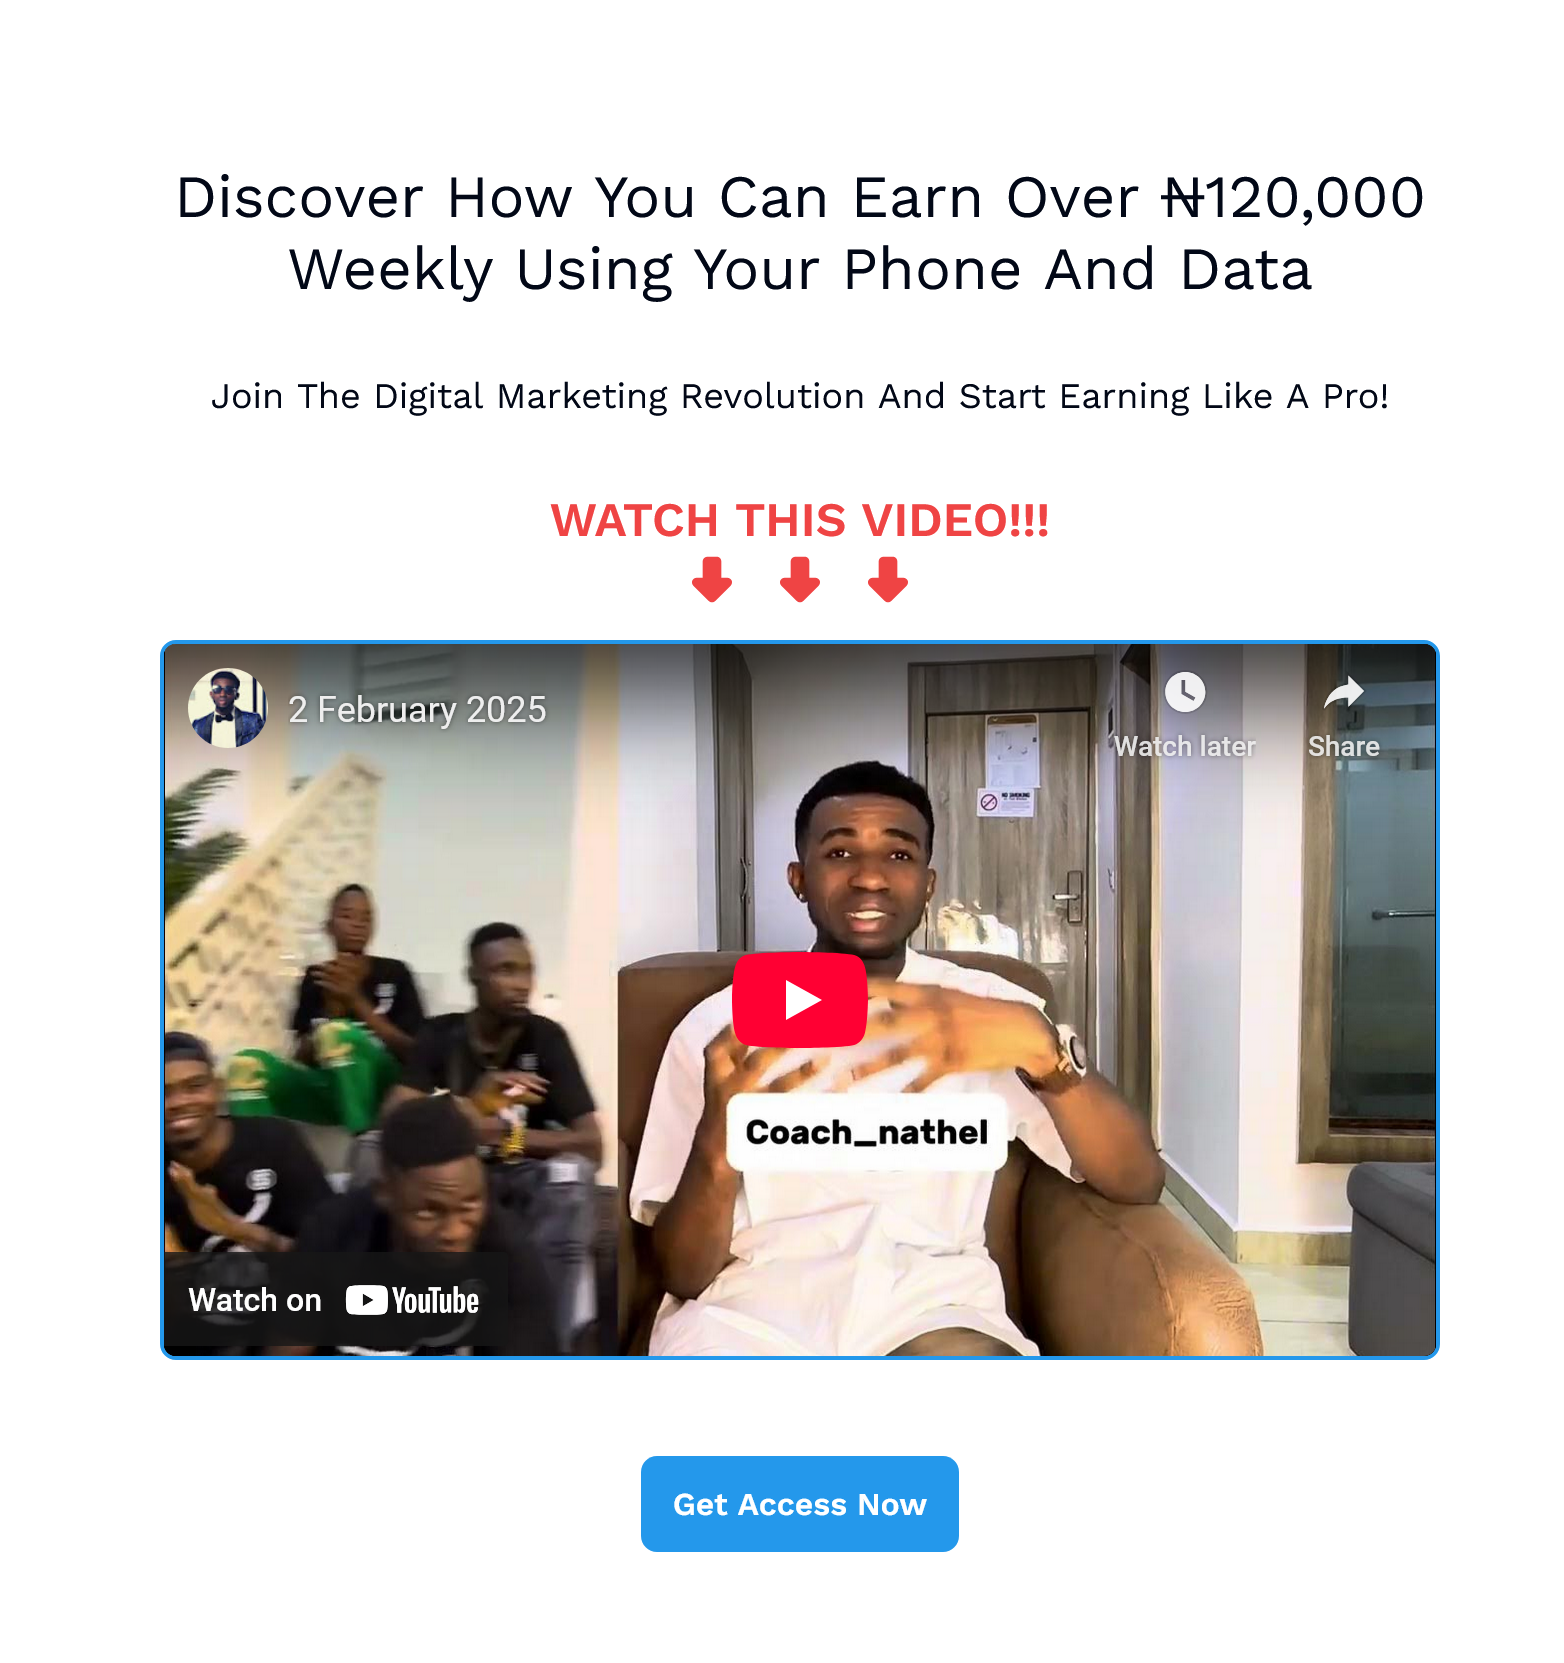 Discover How You Can Earn Over ₦120,000
Weekly Using Your Phone And Data
Join The Digital Marketing Revolution And Start Earning Like A Pro!
WATCH THIS VIDEO!!!
2 February 2025
Watch later
Share
NO SMOKING
Coach_nathel
Watch on YouTube
Get Access Now